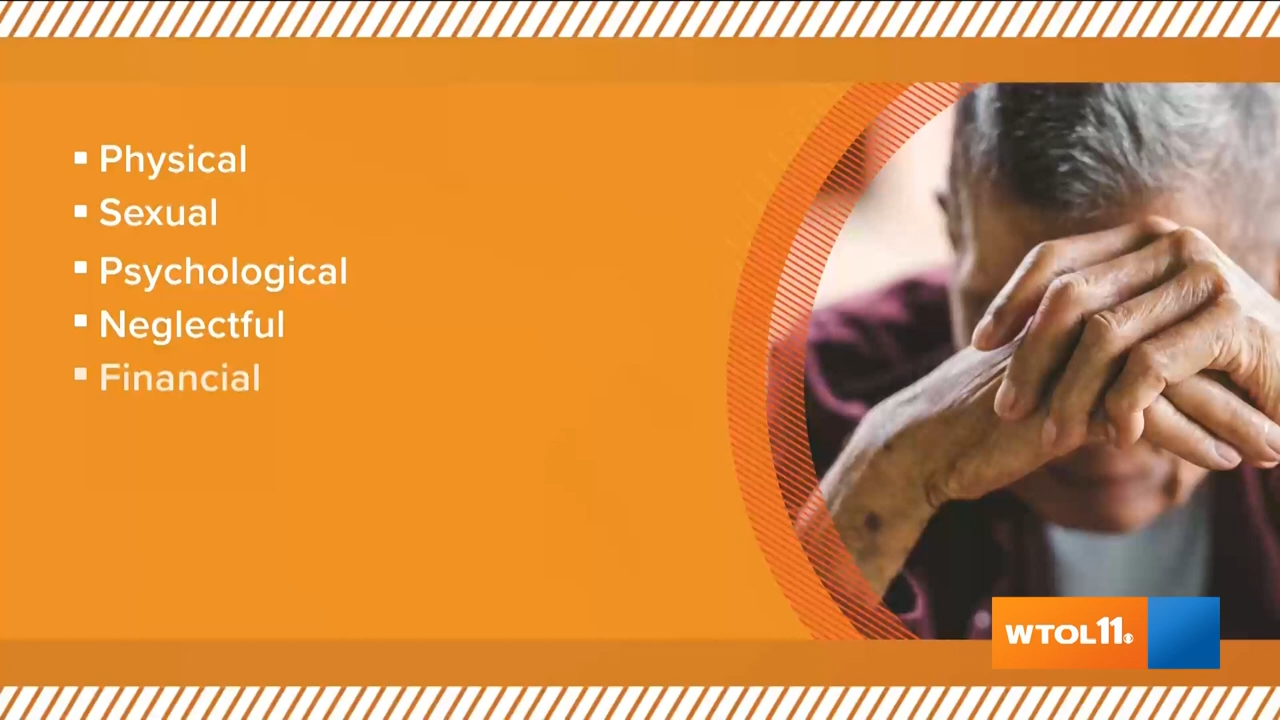 ▪ Physical
▪ Sexual
▪ Psychological
▪ Neglectful
▪ Financial
WTOL11